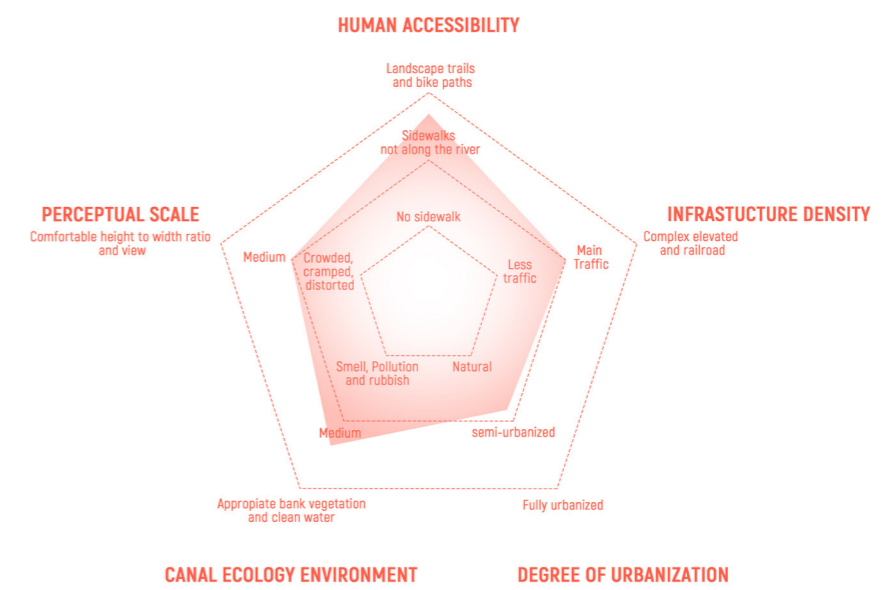 HUMAN ACCESSIBILITY
Landscape trails
and bike paths
Sidewalks
not along the river
No sidewalk
PERCEPTUAL SCALE
Comfortable height to width ratio
and view
Medium
Crowded,
cramped,
distorted
INFRASTUCTURE DENSITY
Complex elevated
and railroad
Main
Traffic
Less
traffic
Smell, Pollution
and rubbish
Natural
Medium
semi-urbanized
Appropiate bank vegetation
and clean water
Fully urbanized
CANAL ECOLOGY ENVIRONMENT
DEGREE OF URBANIZATION